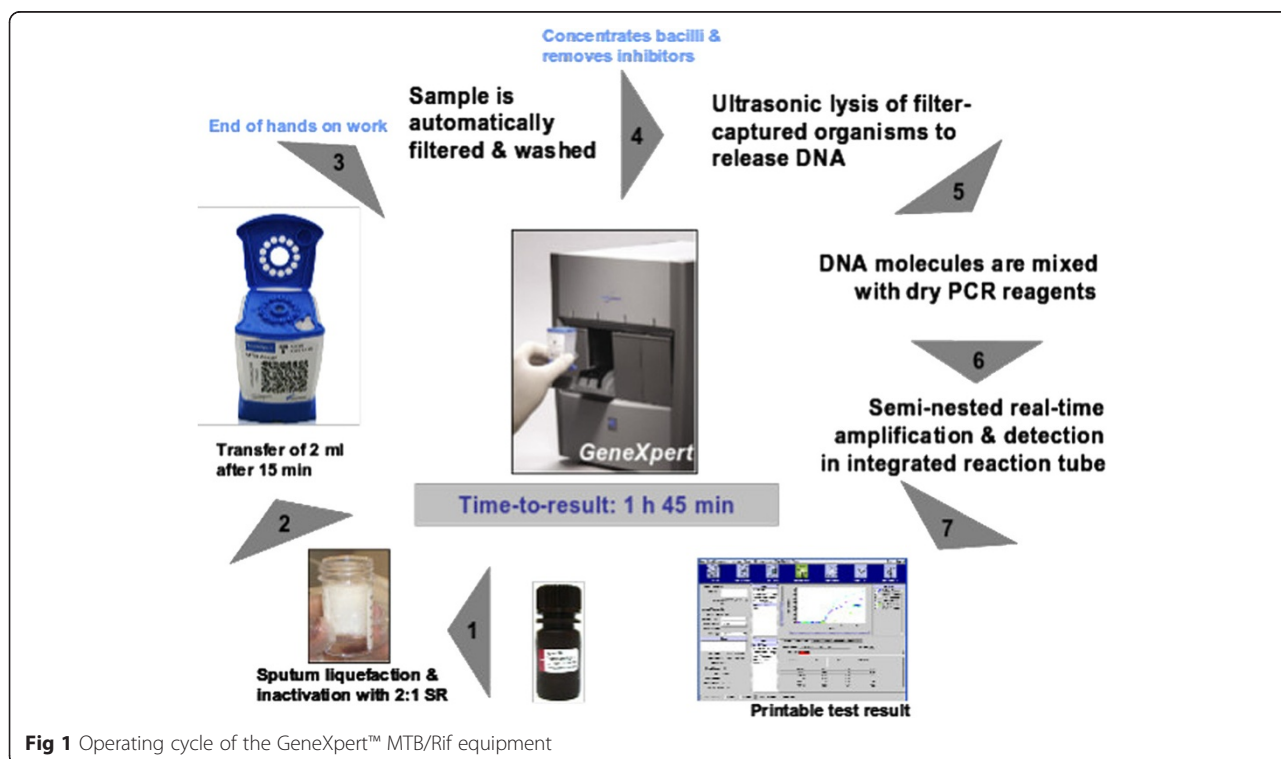 Concentrates bacilli &
removes inhibitors
Sample is
automatically
filtered & washed
4
Ultrasonic lysis of filter-
captured organisms to
release DNA
End of hands on work
3
5
DNA molecules are mixed
with dry PCR reagents
6
Semi-nested real-time
amplification & detection
in integrated reaction tube
GeneXpert
Transfer of 2 ml
after 15 min
Time-to-result: 1 h 45 min
2
7
1
Sputum liquefaction &
inactivation with 2:1 SR
Printable test result
Fig 1 Operating cycle of the GeneXpert™ MTB/Rif equipment